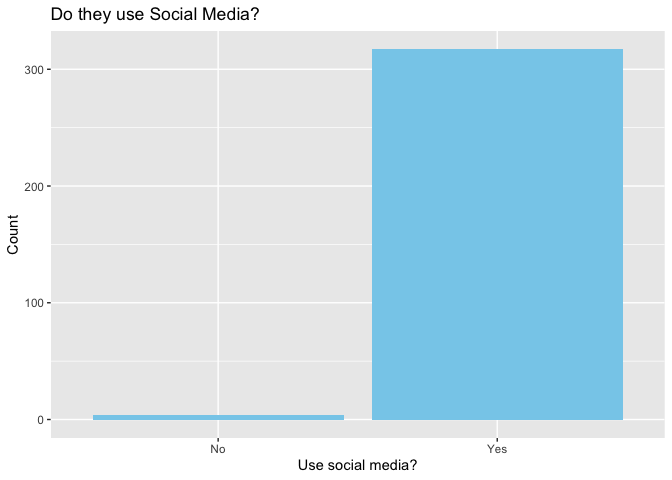 Do they use Social Media?
300
200
100
0
Count
No Yes
Use social media?